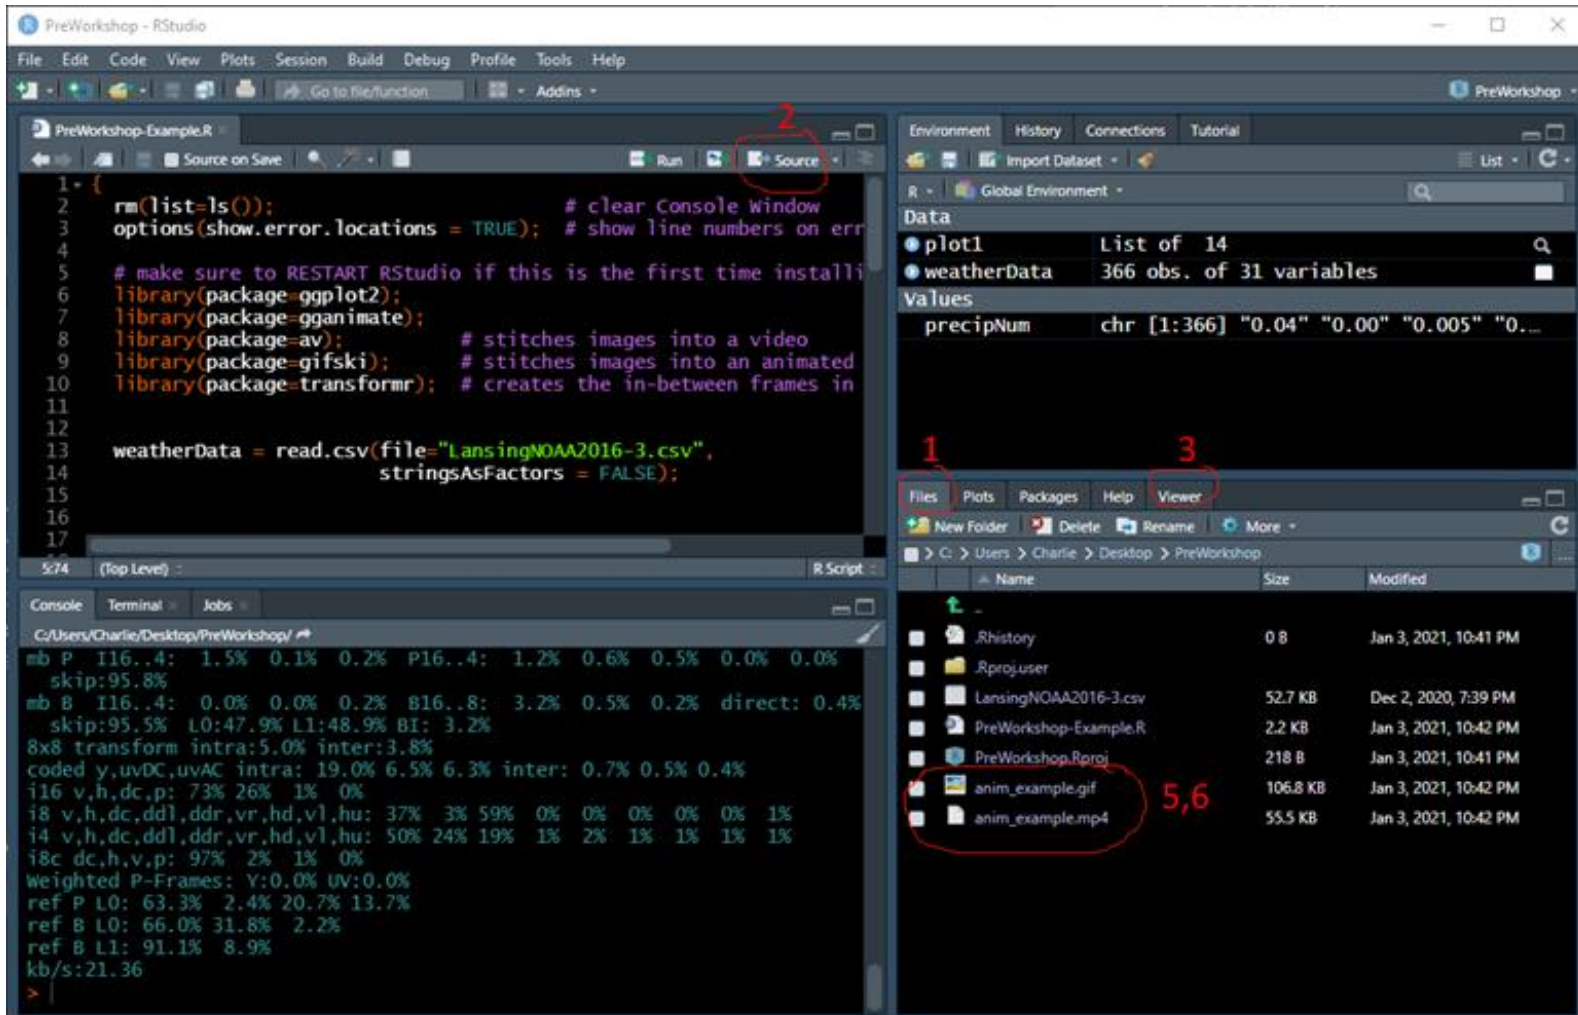 PreWorkshop - RStudio
File Edit Code View Plots Session Build Debug Profile Tools Help
Go to file/function Addins PreWorkshop
PreWorkshop-Example.R
2
Source on Save Run Source
1 {
2 rm(list=ls()); # clear Console Window
3 options(show.error.locations = TRUE); # show line numbers on err
4
5 # make sure to RESTART RStudio if this is the first time installi
6 library(package=ggplot2);
7 library(package=gganimate);
8 library(package=av); # stitches images into a video
9 library(package=gifski); # stitches images into an animated
10 library(package=transformr); # creates the in-between frames in
11
12
13 weatherData = read.csv(file="LansingNOAA2016-3.csv",
14 stringsAsFactors = FALSE);
15
16
17
5:74 (Top Level) R Script
Console Terminal Jobs
C:/Users/Charlie/Desktop/PreWorkshop/
mb P I16..4: 1.5% 0.1% 0.2% P16..4: 1.2% 0.6% 0.5% 0.0% 0.0%
skip:95.8%
mb B I16..4: 0.0% 0.0% 0.2% B16..8: 3.2% 0.5% 0.2% direct: 0.4%
skip:95.5% L0:47.9% L1:48.9% BI: 3.2%
8x8 transform intra:5.0% inter:3.8%
coded y,uvDC,uvAC intra: 19.0% 6.5% 6.3% inter: 0.7% 0.5% 0.4%
i16 v,h,dc,p: 73% 26% 1% 0%
i8 v,h,dc,ddl,ddr,vr,hd,vl,hu: 37% 3% 59% 0% 0% 0% 0% 0% 1%
i4 v,h,dc,ddl,ddr,vr,hd,vl,hu: 50% 24% 19% 1% 2% 1% 1% 1% 1%
i8c dc,h,v,p: 97% 2% 1% 0%
Weighted P-Frames: Y:0.0% UV:0.0%
ref P L0: 63.3% 2.4% 20.7% 13.7%
ref B L0: 66.0% 31.8% 2.2%
ref B L1: 91.1% 8.9%
kb/s:21.36
>
Environment History Connections Tutorial
Import Dataset List
R Global Environment
Data
plot1 List of 14
weatherData 366 obs. of 31 variables
Values
precipNum chr [1:366] "0.04" "0.00" "0.005" "0....
1 3
Files Plots Packages Help Viewer
New Folder Delete Rename More
C: > Users > Charlie > Desktop > PreWorkshop
Name Size Modified
..
.Rhistory 0 B Jan 3, 2021, 10:41 PM
.Rproj.user
LansingNOAA2016-3.csv 52.7 KB Dec 2, 2020, 7:39 PM
PreWorkshop-Example.R 2.2 KB Jan 3, 2021, 10:42 PM
PreWorkshop.Rproj 218 B Jan 3, 2021, 10:41 PM
anim_example.gif 106.8 KB Jan 3, 2021, 10:42 PM
5,6
anim_example.mp4 55.5 KB Jan 3, 2021, 10:42 PM